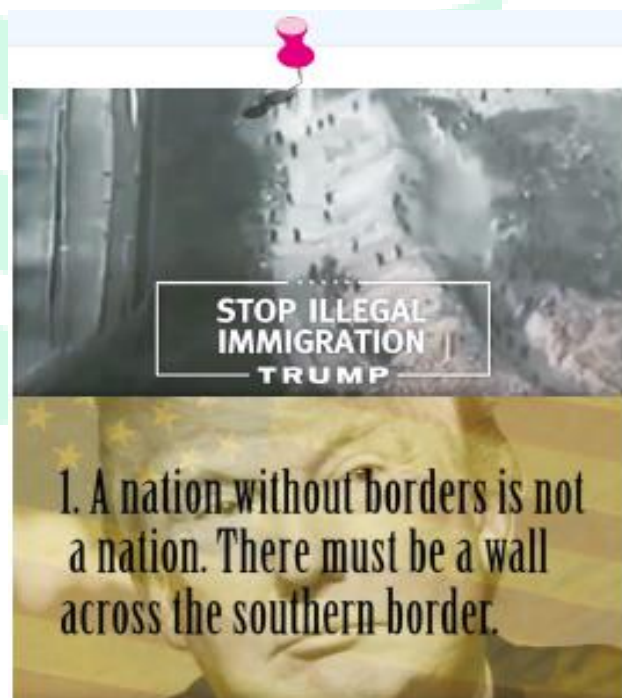 STOP ILLEGAL
IMMIGRATION
TRUMP
1. A nation without borders is not
a nation. There must be a wall
across the southern border.